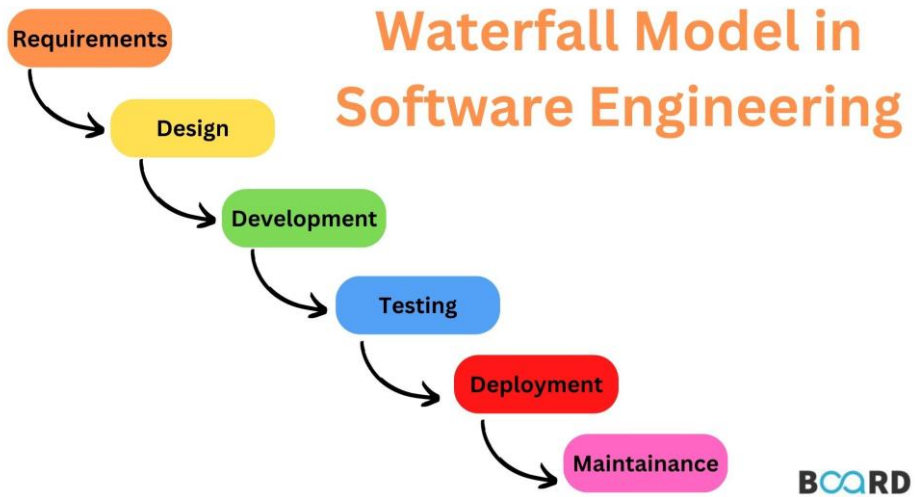 Waterfall Model in
Software Engineering
Requirements
Design
Development
Testing
Deployment
Maintainance
BOARD